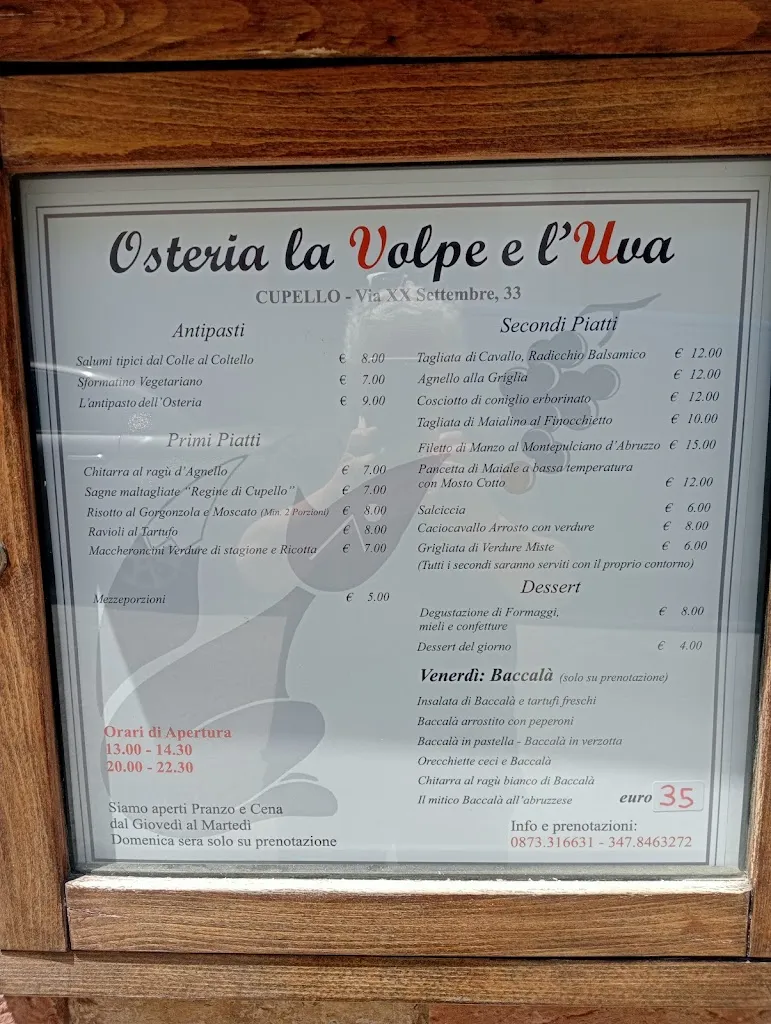 Osteria la Volpe e l'Uva
CUPELLO - Via XX Settembre, 33
Antipasti
Salumi tipici dal Colle al Coltello € 8.00
Sformatino Vegetariano € 7.00
L'antipasto dell'Osteria € 9.00
Primi Piatti
Chitarra al ragù d'Agnello € 7.00
Sagne maltagliate "Regine di Cupello" € 7.00
Risotto al Gorgonzola e Moscato (Min. 2 Porzioni) € 8.00
Ravioli al Tartufo € 8.00
Maccheroncini Verdure di stagione e Ricotta € 7.00
Mezzeporzioni € 5.00
Orari di Apertura
13.00 - 14.30
20.00 - 22.30
Siamo aperti Pranzo e Cena
dal Giovedì al Martedì
Domenica sera solo su prenotazione
Secondi Piatti
Tagliata di Cavallo, Radicchio Balsamico € 12.00
Agnello alla Griglia € 12.00
Cosciotto di coniglio erborinato € 12.00
Tagliata di Maialino al Finocchietto € 10.00
Filetto di Manzo al Montepulciano d'Abruzzo € 15.00
Pancetta di Maiale a bassa temperatura
con Mosto Cotto € 12.00
Salciccia € 6.00
Caciocavallo Arrosto con verdure € 8.00
Grigliata di Verdure Miste € 6.00
(Tutti i secondi saranno serviti con il proprio contorno)
Dessert
Degustazione di Formaggi, € 8.00
mieli e confetture
Dessert del giorno € 4.00
Venerdì: Baccalà (solo su prenotazione)
Insalata di Baccalà e tartufi freschi
Baccalà arrostito con peperoni
Baccalà in pastella - Baccalà in verzotta
Orecchiette ceci e Baccalà
Chitarra al ragù bianco di Baccalà
Il mitico Baccalà all'abruzzese euro 35
Info e prenotazioni:
0873.316631 - 347.8463272